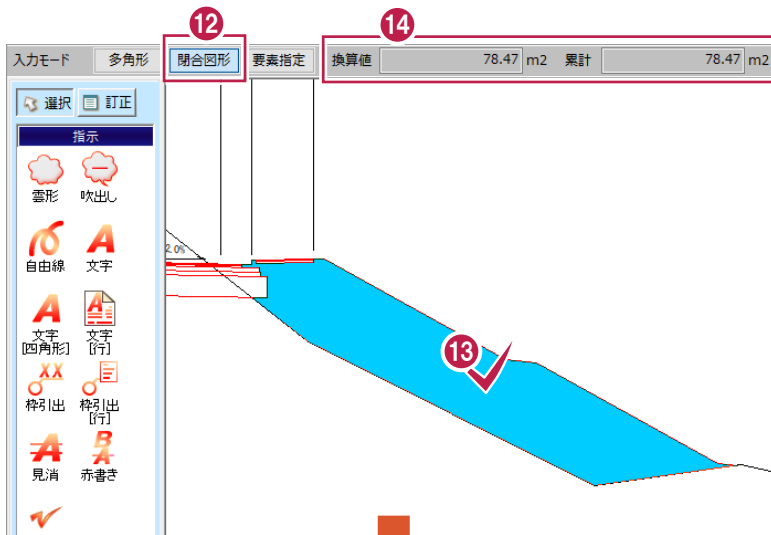 12 14
入力モード 多角形 閉合図形 要素指定 換算値 78.47 m2 累計 78.47 m2
選択 訂正
指示
雲形 吹出し
自由線 文字
文字 文字
[四角形] [行]
枠引出 枠引出
[行]
見消 赤書き
2.0%
13